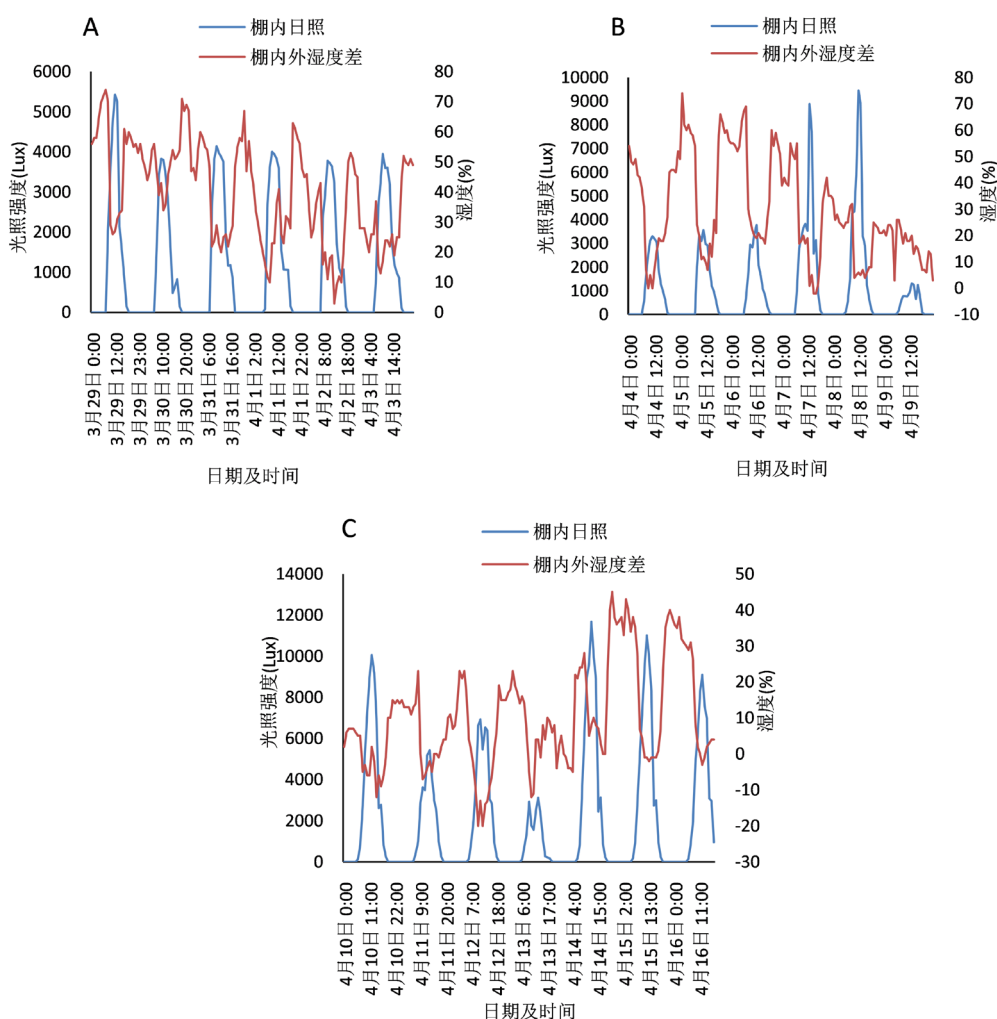 A
棚内日照
棚内外湿度差
光照强度(Lux)
6000
5000
4000
3000
2000
1000
0
湿度(%)
80
70
60
50
40
30
20
10
0
3月29日 0:00
3月29日 12:00
3月29日 23:00
3月30日 10:00
3月30日 20:00
3月31日 6:00
3月31日 16:00
4月1日 2:00
4月1日 12:00
4月1日 22:00
4月2日 8:00
4月2日 18:00
4月3日 4:00
4月3日 14:00
日期及时间
B
棚内日照
棚内外湿度差
光照强度(Lux)
10000
9000
8000
7000
6000
5000
4000
3000
2000
1000
0
湿度(%)
80
70
60
50
40
30
20
10
0
-10
4月4日 0:00
4月4日 12:00
4月5日 0:00
4月5日 12:00
4月6日 0:00
4月6日 12:00
4月7日 0:00
4月7日 12:00
4月8日 0:00
4月8日 12:00
4月9日 0:00
4月9日 12:00
日期及时间
C
棚内日照
棚内外湿度差
光照强度(Lux)
14000
12000
10000
8000
6000
4000
2000
0
湿度(%)
50
40
30
20
10
0
-10
-20
-30
4月10日 0:00
4月10日 11:00
4月10日 22:00
4月11日 9:00
4月11日 20:00
4月12日 7:00
4月12日 18:00
4月13日 6:00
4月13日 17:00
4月14日 4:00
4月14日 15:00
4月15日 2:00
4月15日 13:00
4月16日 0:00
4月16日 11:00
日期及时间